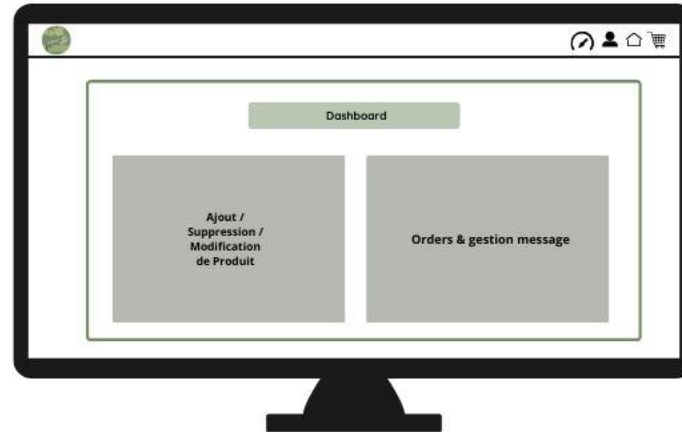 Dashboard
Ajout /
Suppression /
Modification
de Produit
Orders & gestion message